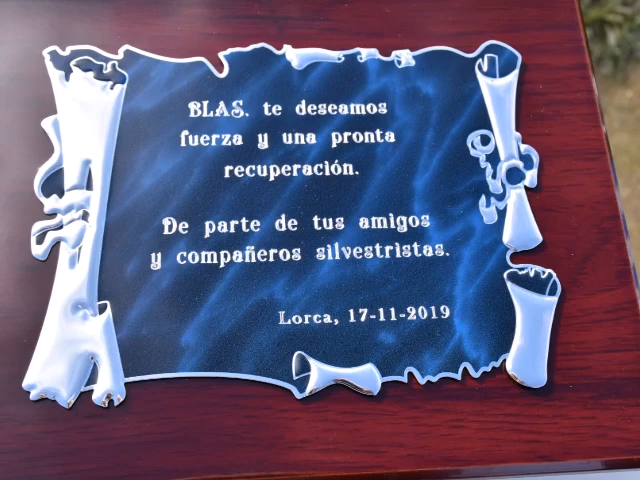 BLAS. te deseamos
fuerza y una pronta
recuperación.
De parte de tus amigos
y compañeros silvestristas.
Lorca, 17-11-2019